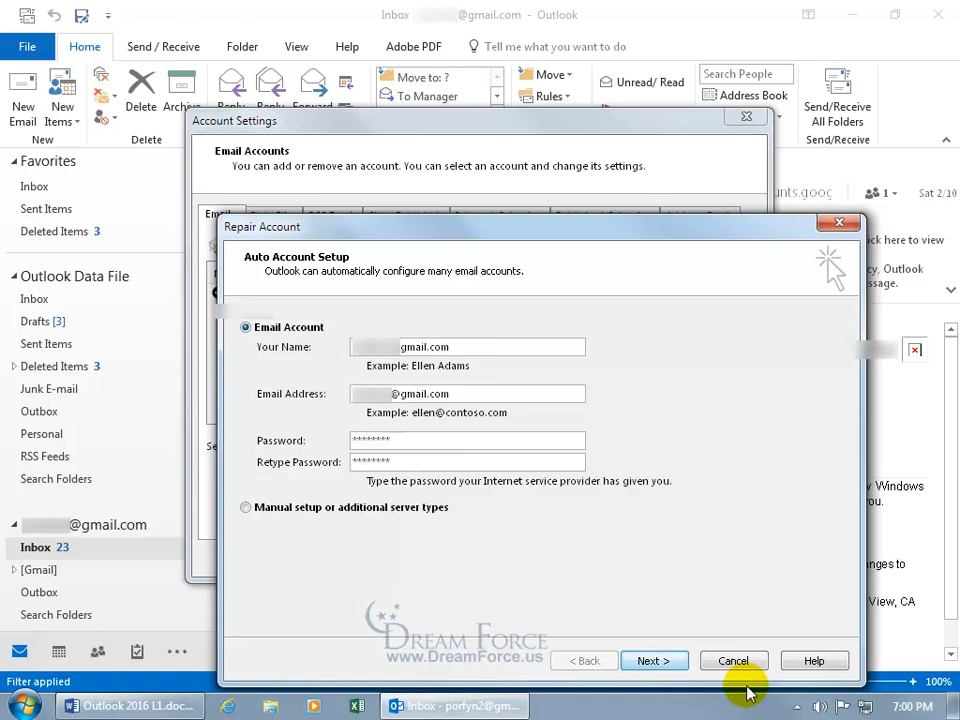 Inbox @gmail.com - Outlook
File Home Send / Receive Folder View Help Adobe PDF Tell me what you want to do
Move to: ? Move Search People
To Manager Rules Unread/ Read Address Book
New Email New Items Delete Archive Reply Reply Forward Send/Receive All Folders
New Delete Send/Receive
Account Settings
Email Accounts
You can add or remove an account. You can select an account and change its settings.
Favorites
Inbox
Sent Items
Deleted Items 3
Outlook Data File
Inbox
Drafts [3]
Sent Items
Deleted Items 3
Junk E-mail
Outbox
Personal
RSS Feeds
Search Folders
@gmail.com
Inbox 23
[Gmail]
Outbox
Search Folders
unts.goog 1 Sat 2/10
ick here to view
cy, Outlook
ssage.
Repair Account
Auto Account Setup
Outlook can automatically configure many email accounts.
Email Account
Your Name: gmail.com
Example: Ellen Adams
Email Address: @gmail.com
Example: ellen@contoso.com
Password: ********
Retype Password: ********
Type the password your Internet service provider has given you.
Manual setup or additional server types
y Windows
ou.
nges to
View, CA
DREAM FORCE
www.DreamForce.us
< Back Next > Cancel Help
Filter applied 100%
Outlook 2016 L1.doc... Inbox - porfyn2@gm... 7:00 PM